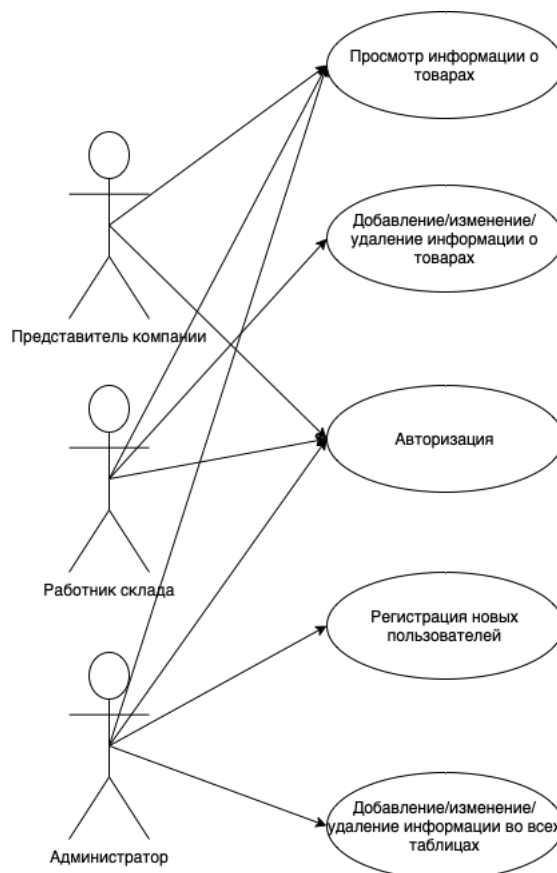 Просмотр информации о
товарах
Добавление/изменение/
удаление информации о
товарах
Представитель компании
Авторизация
Работник склада
Регистрация новых
пользователей
Добавление/изменение/
удаление информации во всех
таблицах
Администратор